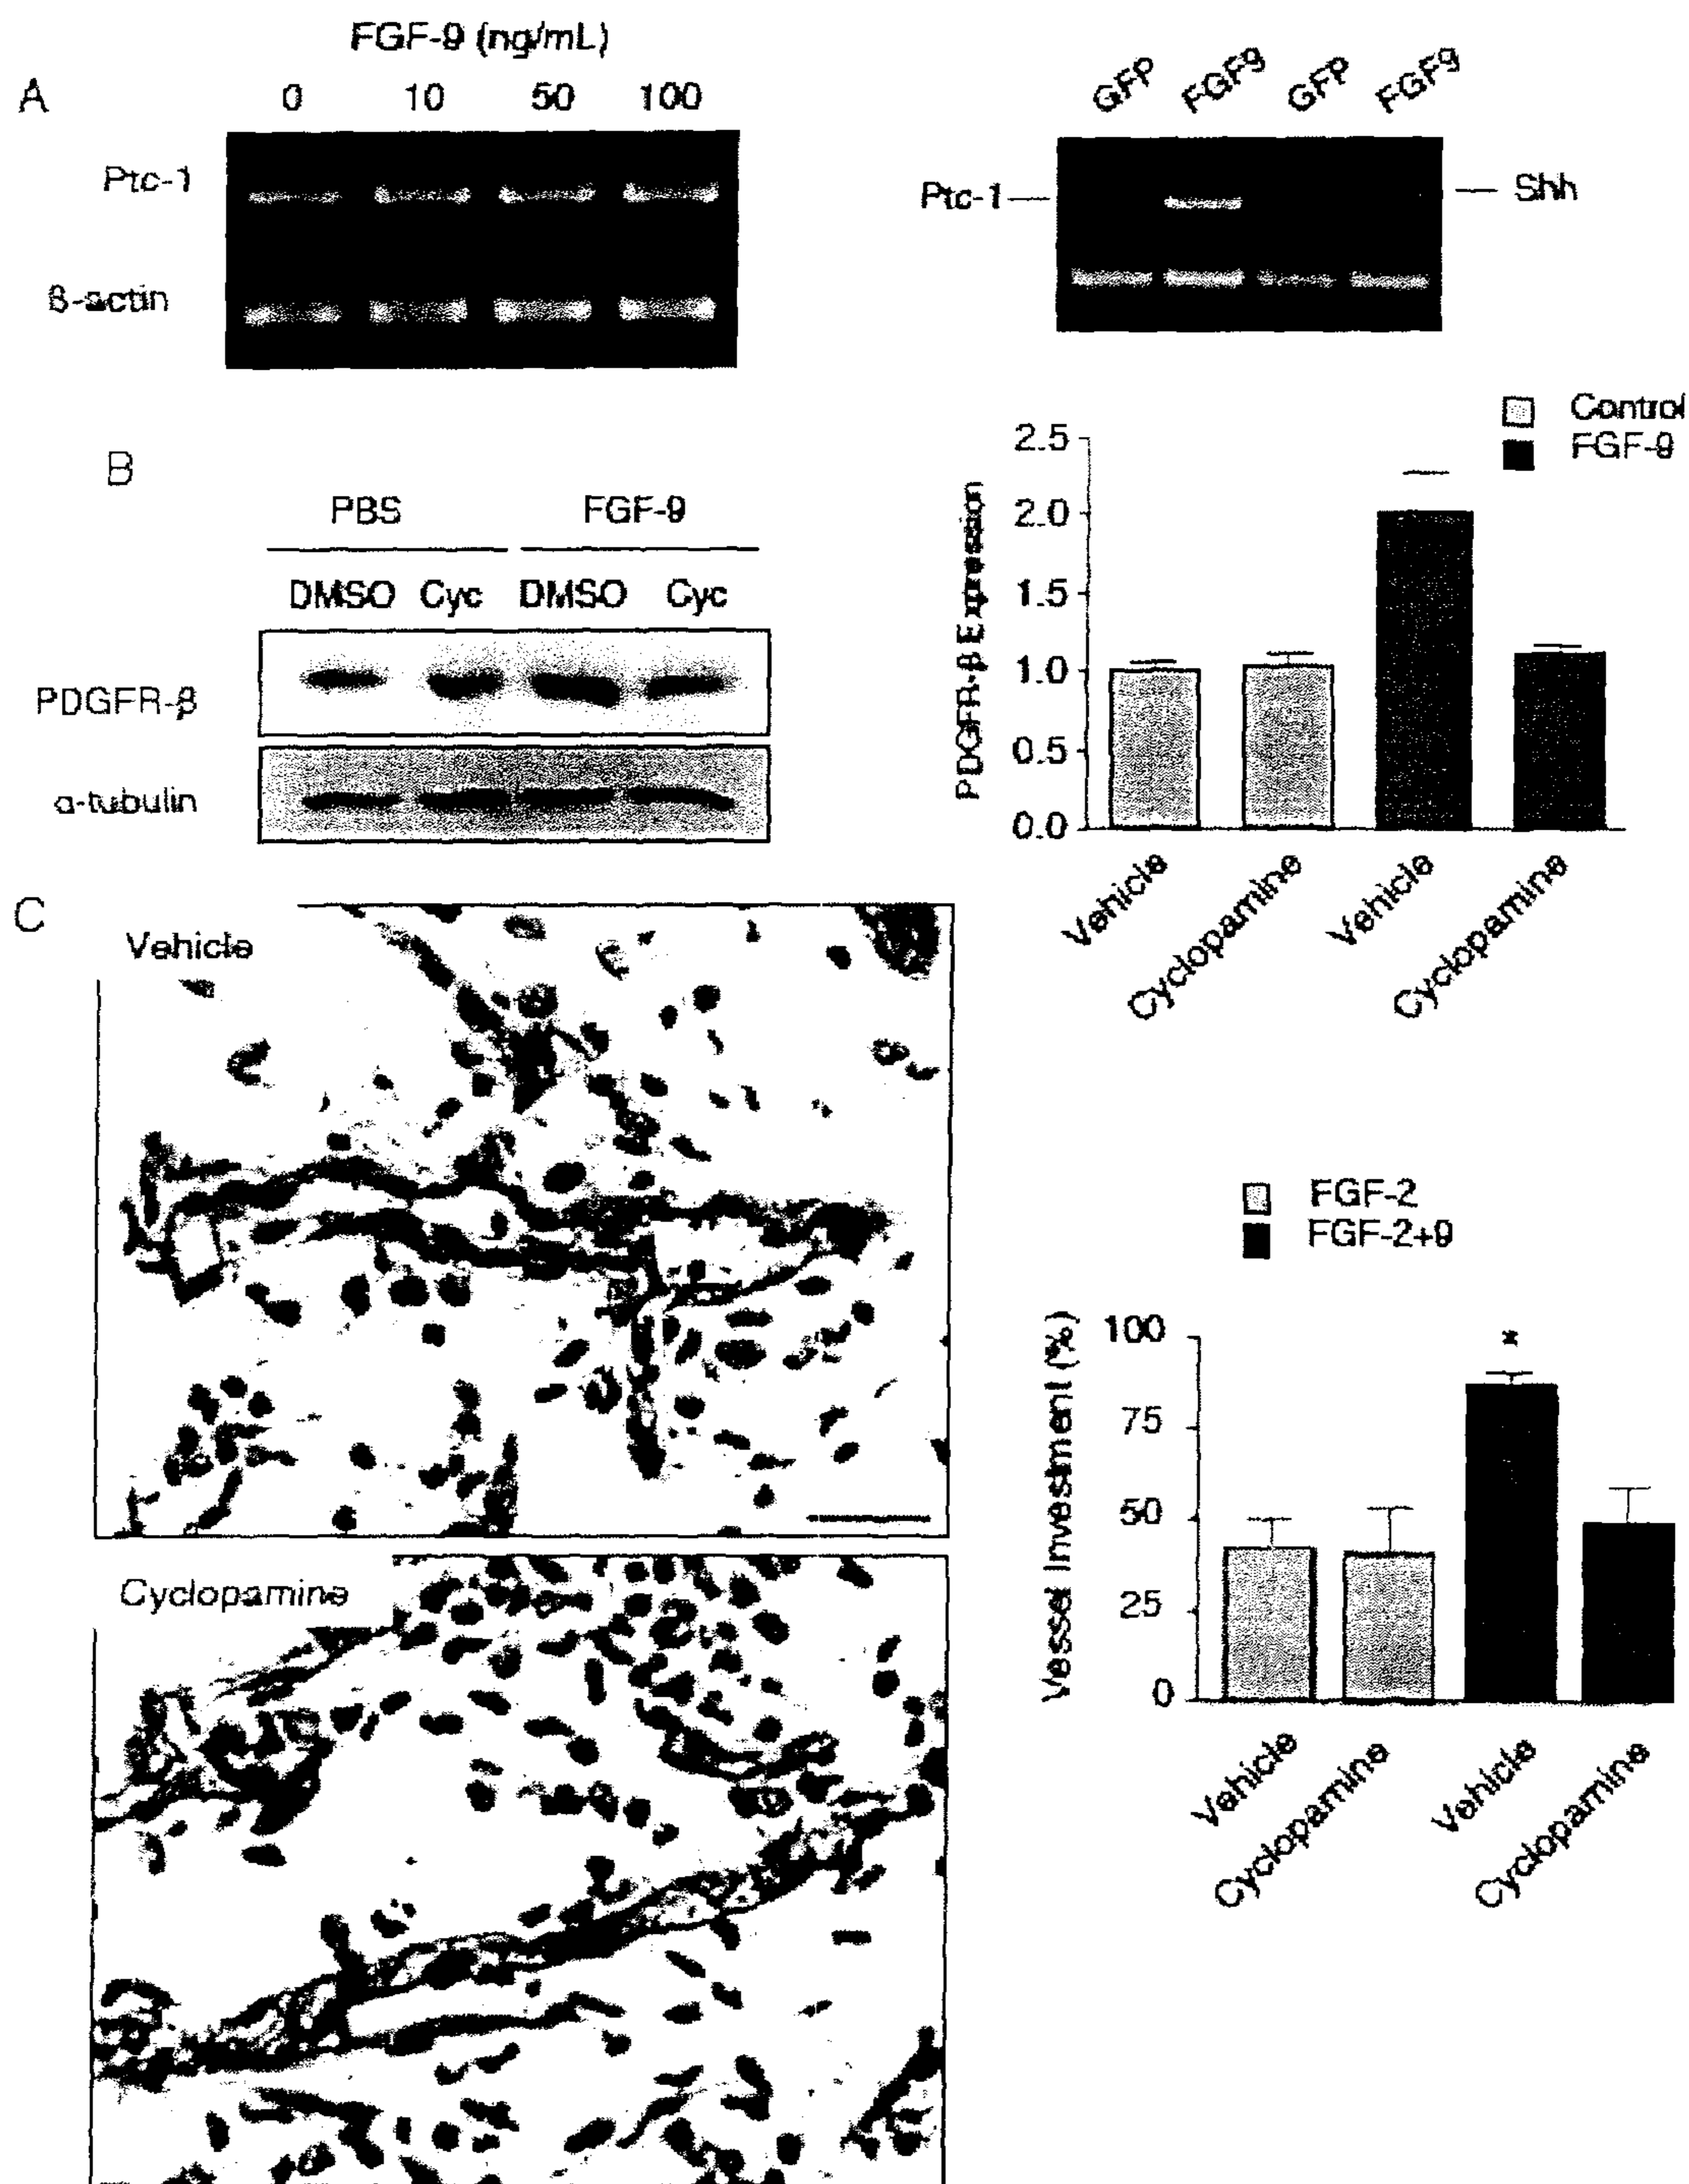 A
FGF-9 (ng/mL)
0 10 50 100
Ptc-1
β-actin
GFP FGF9 GFP FGF9
Ptc-1
Shh
B
PBS FGF-9
DMSO Cyc DMSO Cyc
PDGFR-β
α-tubulin
Control
FGF-9
PDGFR-β Expression
2.5
2.0
1.5
1.0
0.5
0.0
Vehicle Cyclopamine Vehicle Cyclopamine
C
Vehicle
Cyclopamine
FGF-2
FGF-2+9
Vessel Investment (%)
100
75
50
25
0
*
Vehicle Cyclopamine Vehicle Cyclopamine